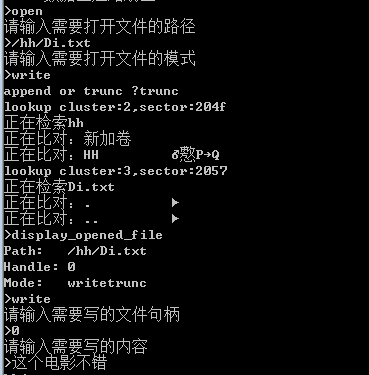 >open
请输入需要打开文件的路径
>/hh/Di.txt
请输入需要打开文件的模式
>write
append or trunc ?trunc
lookup cluster:2,sector:204f
正在检索hh
正在比对：新加卷
正在比对：HH
lookup cluster:3,sector:2057
正在检索Di.txt
正在比对：.
正在比对：..
>display_opened_file
Path: /hh/Di.txt
Handle: 0
Mode: writetrunc
>write
请输入需要写的文件句柄
>0
请输入需要写的内容
>这个电影不错